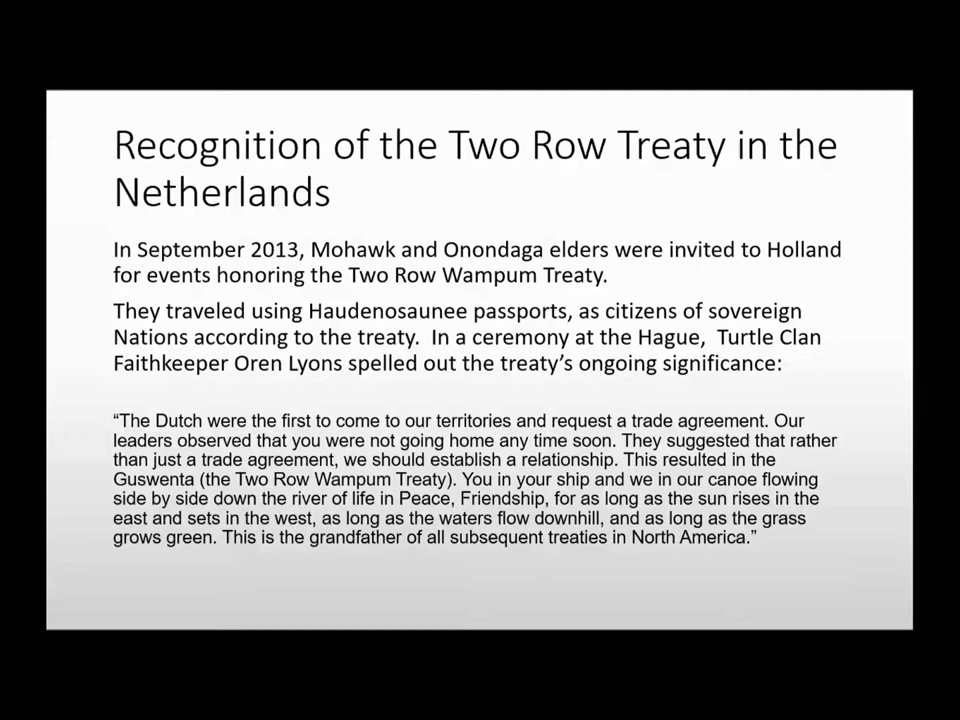 Recognition of the Two Row Treaty in the
Netherlands
In September 2013, Mohawk and Onondaga elders were invited to Holland
for events honoring the Two Row Wampum Treaty.
They traveled using Haudenosaunee passports, as citizens of sovereign
Nations according to the treaty.  In a ceremony at the Hague,  Turtle Clan
Faithkeeper Oren Lyons spelled out the treaty’s ongoing significance:
“The Dutch were the first to come to our territories and request a trade agreement. Our
leaders observed that you were not going home any time soon. They suggested that rather
than just a trade agreement, we should establish a relationship. This resulted in the
Guswenta (the Two Row Wampum Treaty). You in your ship and we in our canoe flowing
side by side down the river of life in Peace, Friendship, for as long as the sun rises in the
east and sets in the west, as long as the waters flow downhill, and as long as the grass
grows green. This is the grandfather of all subsequent treaties in North America.”